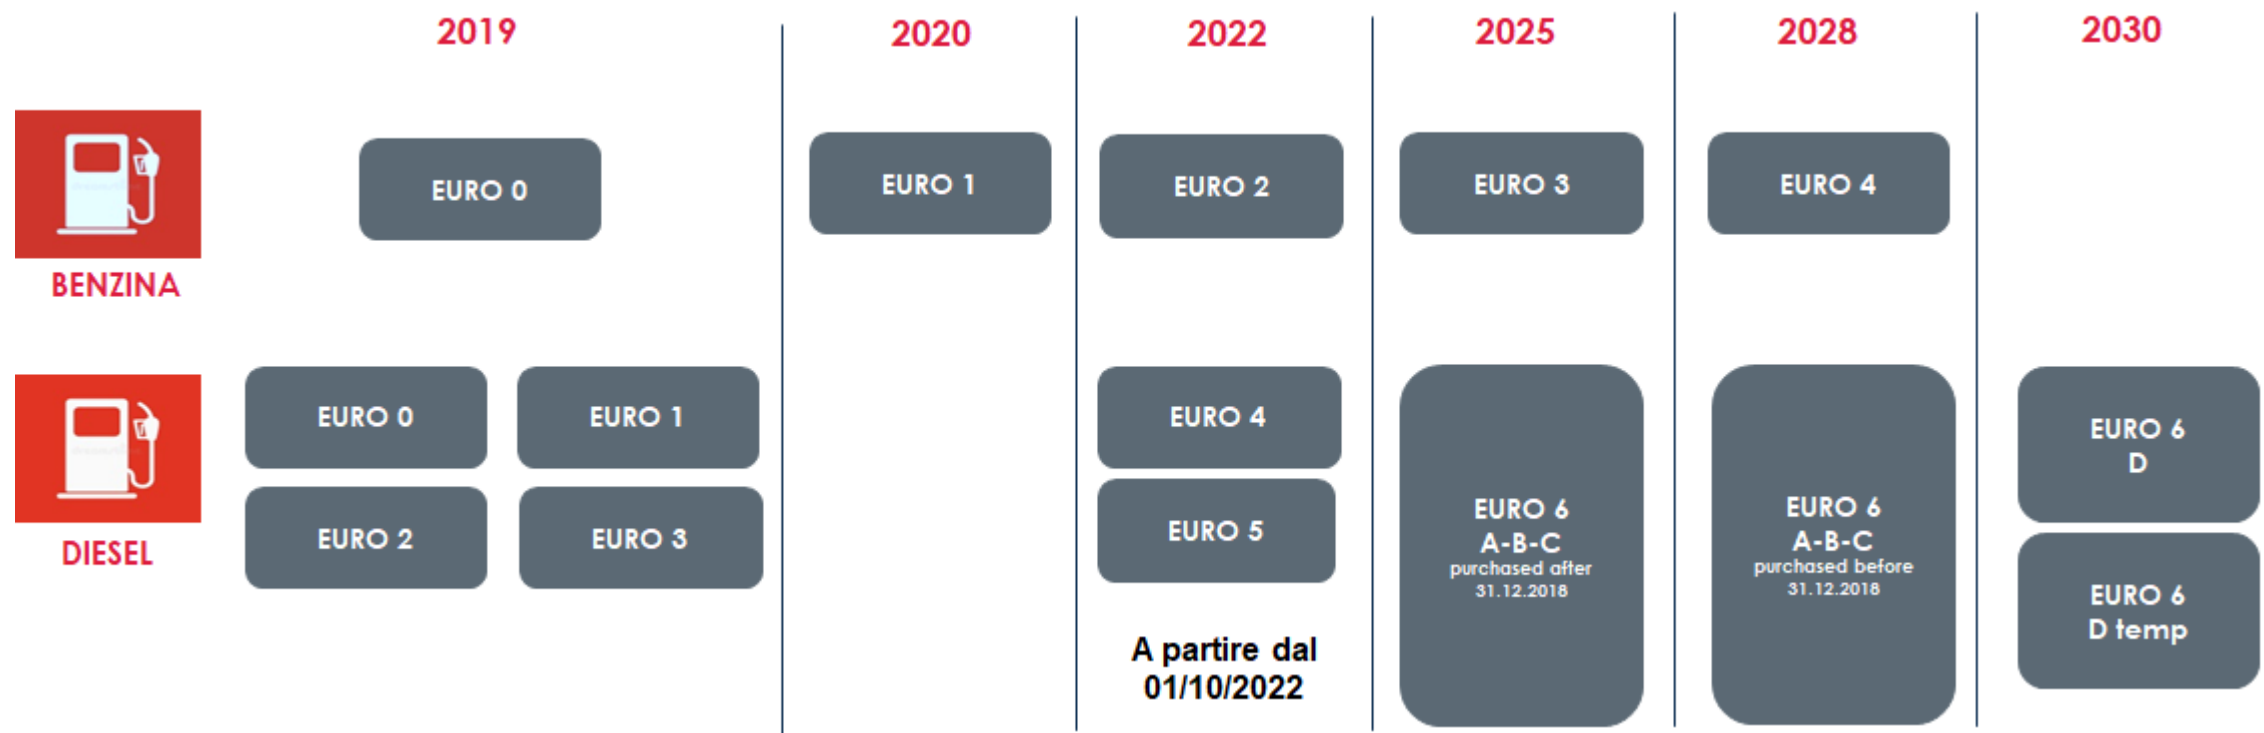 2019
2020
2022
2025
2028
2030
BENZINA
EURO 0
EURO 1
EURO 2
EURO 3
EURO 4
DIESEL
EURO 0
EURO 1
EURO 2
EURO 3
EURO 4
EURO 5
A partire dal
01/10/2022
EURO 6
A-B-C
purchased after
31.12.2018
EURO 6
A-B-C
purchased before
31.12.2018
EURO 6
D
EURO 6
D temp